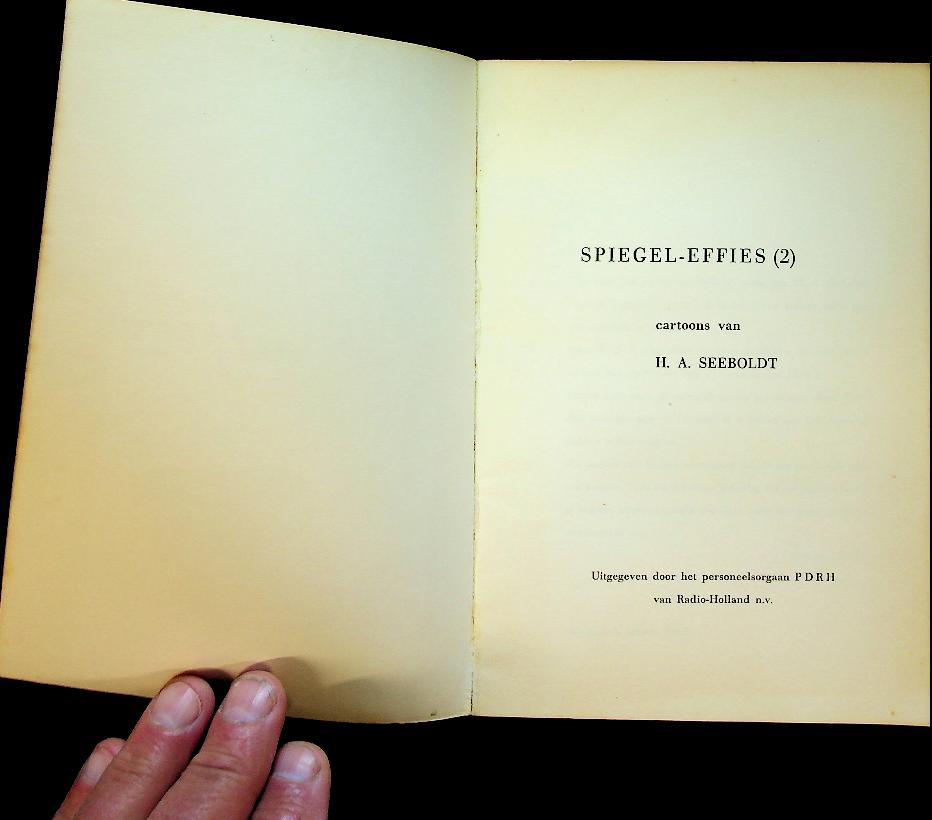 SPIEGEL-EFFIES (2)
cartoons van
H. A. SEEBOLDT
Uitgegeven door het personeelsorgaan P D R H
van Radio-Holland n.v.